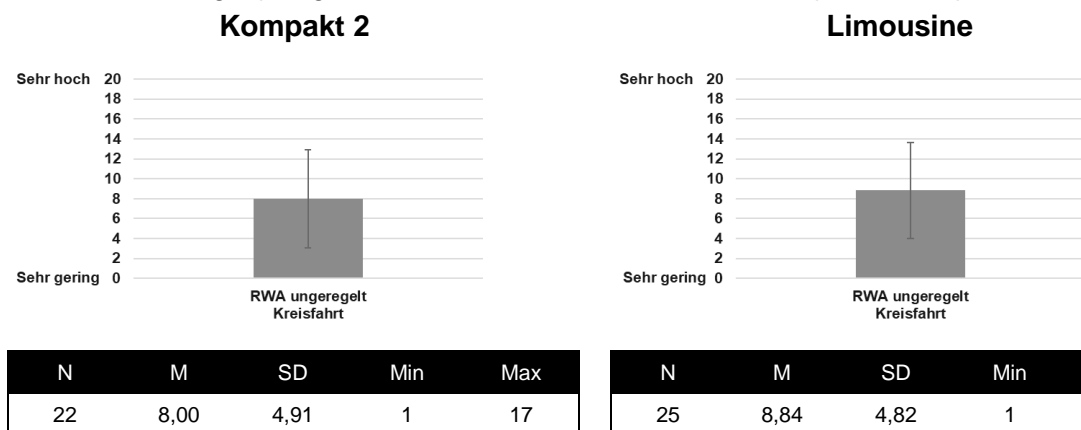 Kompakt 2
Sehr hoch 20
18
16
14
12
10
8
6
4
2
Sehr gering 0
RWA ungeregelt
Kreisfahrt
N M SD Min Max
22 8,00 4,91 1 17
Limousine
Sehr hoch 20
18
16
14
12
10
8
6
4
2
Sehr gering 0
RWA ungeregelt
Kreisfahrt
N M SD Min
25 8,84 4,82 1